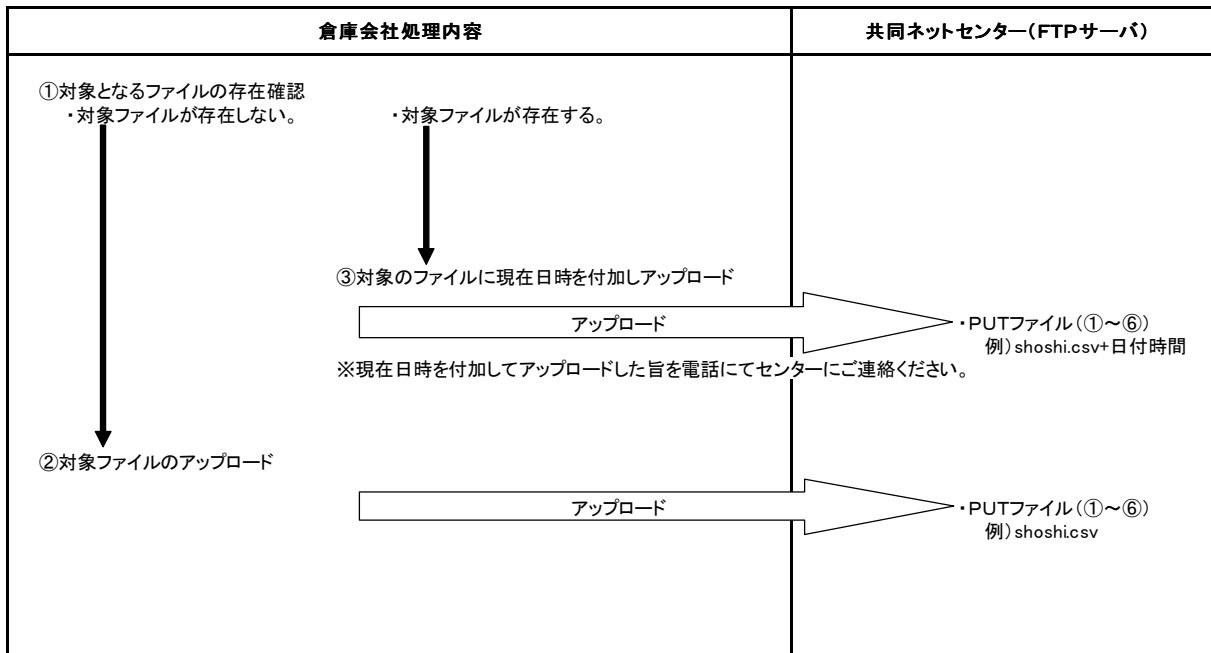 倉庫会社処理内容
共同ネットセンター(FTPサーバ)
①対象となるファイルの存在確認
・対象ファイルが存在しない。
・対象ファイルが存在する。
③対象のファイルに現在日時を付加しアップロード
アップロード
・PUTファイル(①～⑥)
例)shoshi.csv+日付時間
※現在日時を付加してアップロードした旨を電話にてセンターにご連絡ください。
②対象ファイルのアップロード
アップロード
・PUTファイル(①～⑥)
例)shoshi.csv